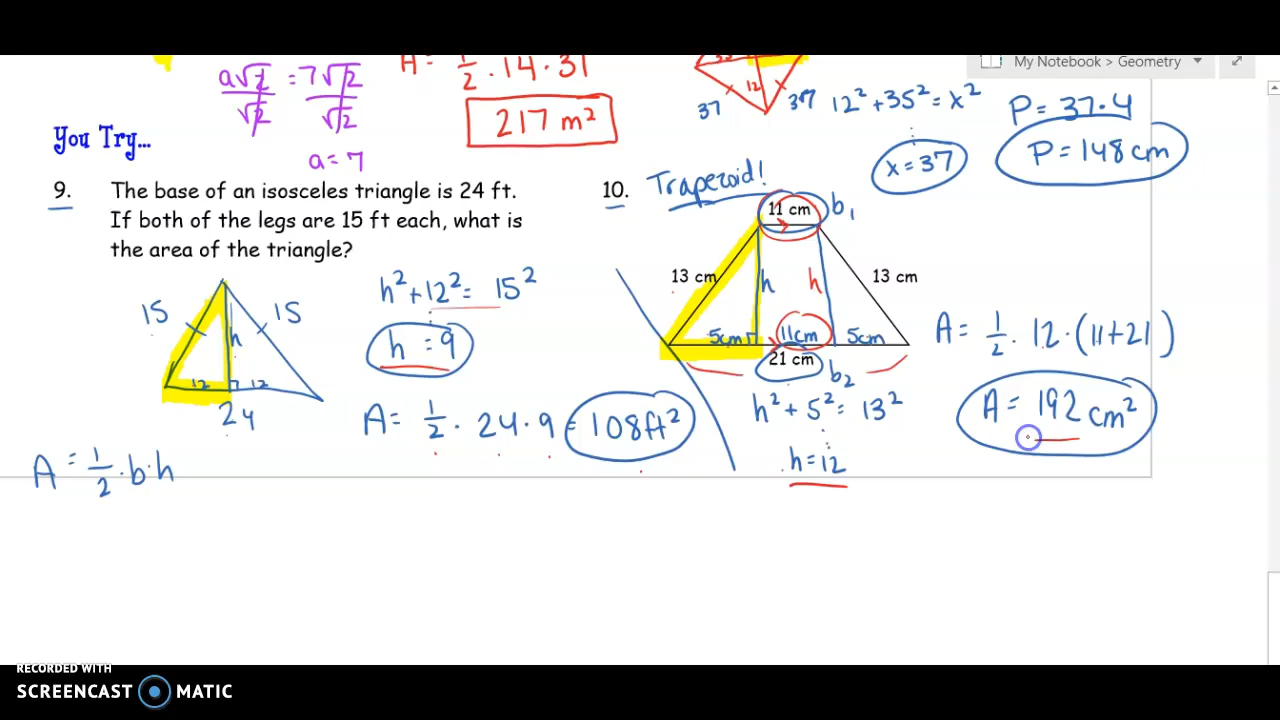 a√2 = 7√2
√2 √2
a = 7
A = 1/2 · 14 · 31
217 m²
35
12
37
37
12² + 35² = x²
x = 37
My Notebook > Geometry
P = 37 · 4
P = 148 cm
You Try...
9. The base of an isosceles triangle is 24 ft.
If both of the legs are 15 ft each, what is
the area of the triangle?
15
15
h
12
12
24
h² + 12² = 15²
h = 9
A = 1/2 · b · h
A = 1/2 · 24 · 9 = 108 ft²
10. Trapezoid!
11 cm b₁
13 cm
h
h
13 cm
5cm
11cm
5cm
21 cm b₂
h² + 5² = 13²
h = 12
A = 1/2 · 12 · (11+21)
A = 192 cm²
RECORDED WITH
SCREENCAST MATIC